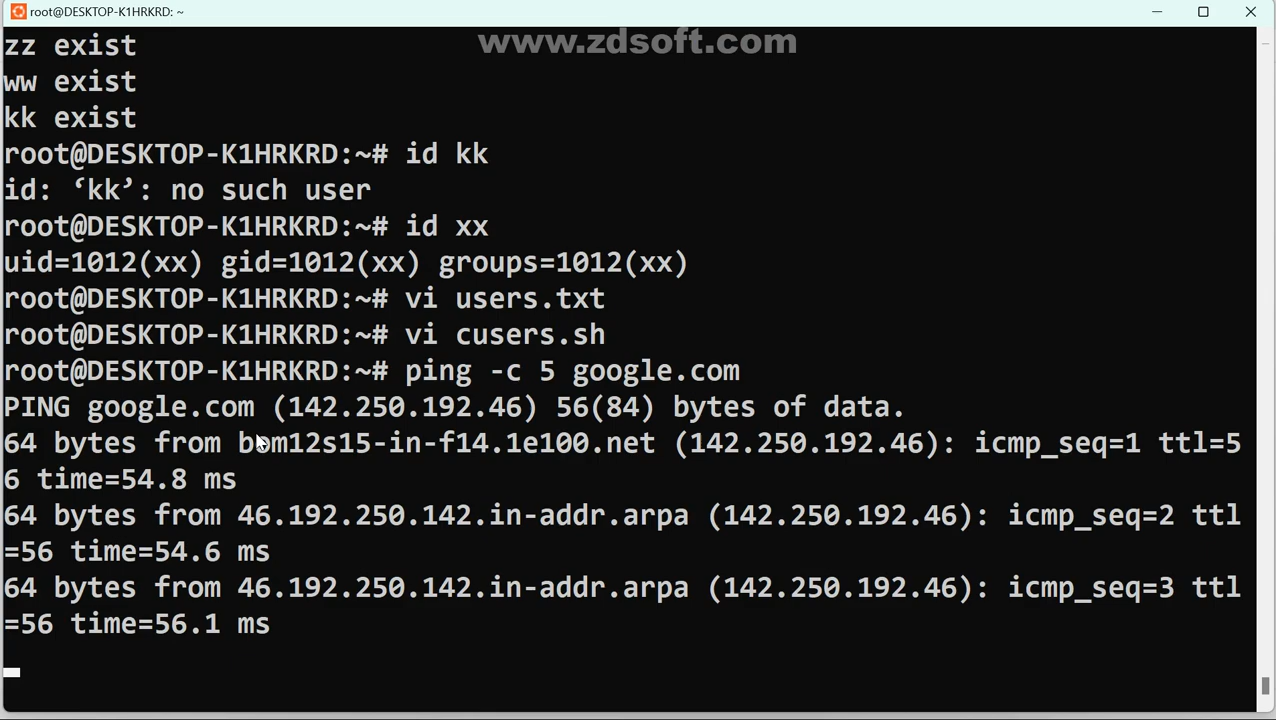 root@DESKTOP-K1HRKRD: ~
www.zdsoft.com
zz exist
ww exist
kk exist
root@DESKTOP-K1HRKRD:~# id kk
id: ‘kk’: no such user
root@DESKTOP-K1HRKRD:~# id xx
uid=1012(xx) gid=1012(xx) groups=1012(xx)
root@DESKTOP-K1HRKRD:~# vi users.txt
root@DESKTOP-K1HRKRD:~# vi cusers.sh
root@DESKTOP-K1HRKRD:~# ping -c 5 google.com
PING google.com (142.250.192.46) 56(84) bytes of data.
64 bytes from bom12s15-in-f14.1e100.net (142.250.192.46): icmp_seq=1 ttl=5
6 time=54.8 ms
64 bytes from 46.192.250.142.in-addr.arpa (142.250.192.46): icmp_seq=2 ttl
=56 time=54.6 ms
64 bytes from 46.192.250.142.in-addr.arpa (142.250.192.46): icmp_seq=3 ttl
=56 time=56.1 ms